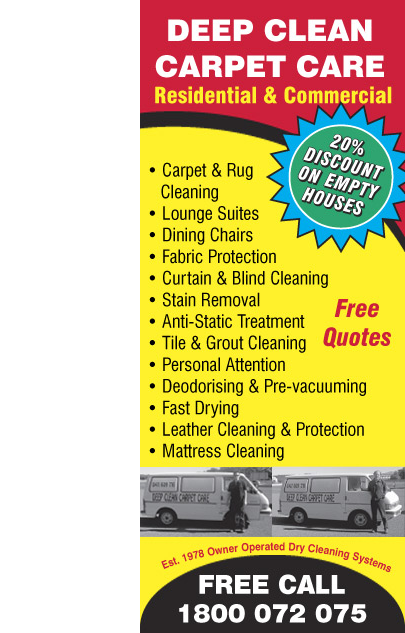 DEEP CLEAN
CARPET CARE
Residential & Commercial
20%
DISCOUNT
ON EMPTY
HOUSES
• Carpet & Rug
Cleaning
• Lounge Suites
• Dining Chairs
• Fabric Protection
• Curtain & Blind Cleaning
• Stain Removal
• Anti-Static Treatment
• Tile & Grout Cleaning
• Personal Attention
• Deodorising & Pre-vacuuming
• Fast Drying
• Leather Cleaning & Protection
• Mattress Cleaning
Free
Quotes
DEEP CLEAN CARPET CARE
DEEP CLEAN CARPET CARE
Est. 1978 Owner Operated Dry Cleaning Systems
FREE CALL
1800 072 075